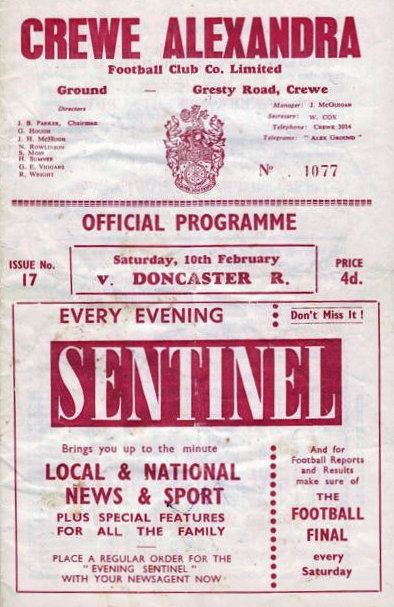 CREWE ALEXANDRA
Football Club Co. Limited
Ground — Gresty Road, Crewe
Directors
J. B. PARKER, Chairman
G. HOUGH
J. H. MCHUGH
N. ROWLINSON
S. MOSS
H. SUMNER
G. E. VIGGARS
R. WRIGHT
Manager: J. MCGUIGAN
Secretary: W. COX
Telephone: CREWE 3014
Telegrams: "ALEX GROUND"
No 1077
OFFICIAL PROGRAMME
ISSUE No.
17
Saturday, 10th February
v. DONCASTER R.
PRICE
4d.
EVERY EVENING
SENTINEL
Brings you up to the minute
LOCAL & NATIONAL
NEWS & SPORT
PLUS SPECIAL FEATURES
FOR ALL THE FAMILY
PLACE A REGULAR ORDER FOR THE
"EVENING SENTINEL"
WITH YOUR NEWSAGENT NOW
Don't Miss It!
And for
Football Reports
and Results
make sure of
THE
FOOTBALL
FINAL
every
Saturday